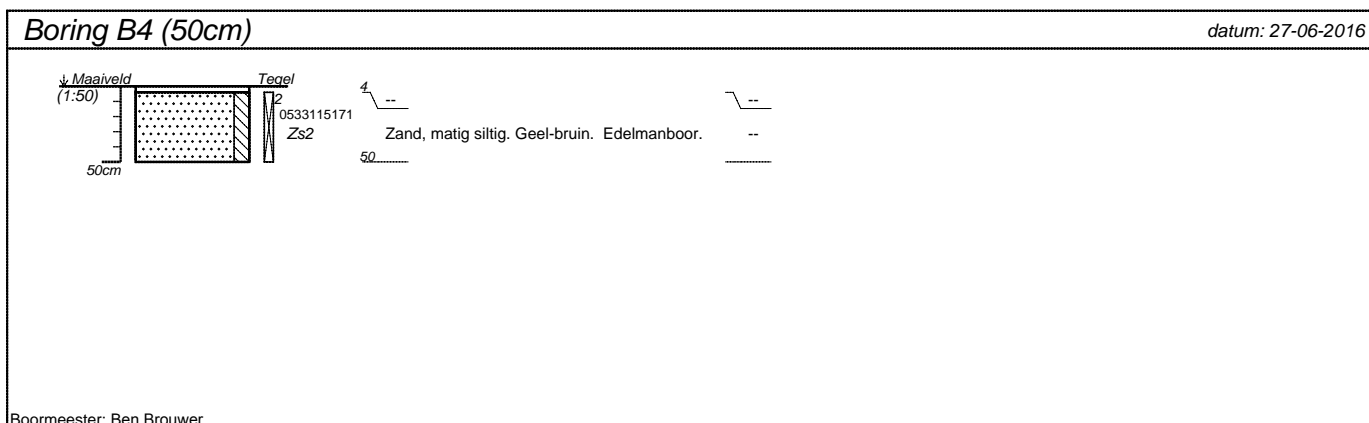 Boring B4 (50cm) datum: 27-06-2016
Maaiveld Tegel
(1:50) 2 4 -- --
0533115171
Zs2 Zand, matig siltig. Geel-bruin. Edelmanboor. --
50
50cm
Boormeester: Ben Brouwer